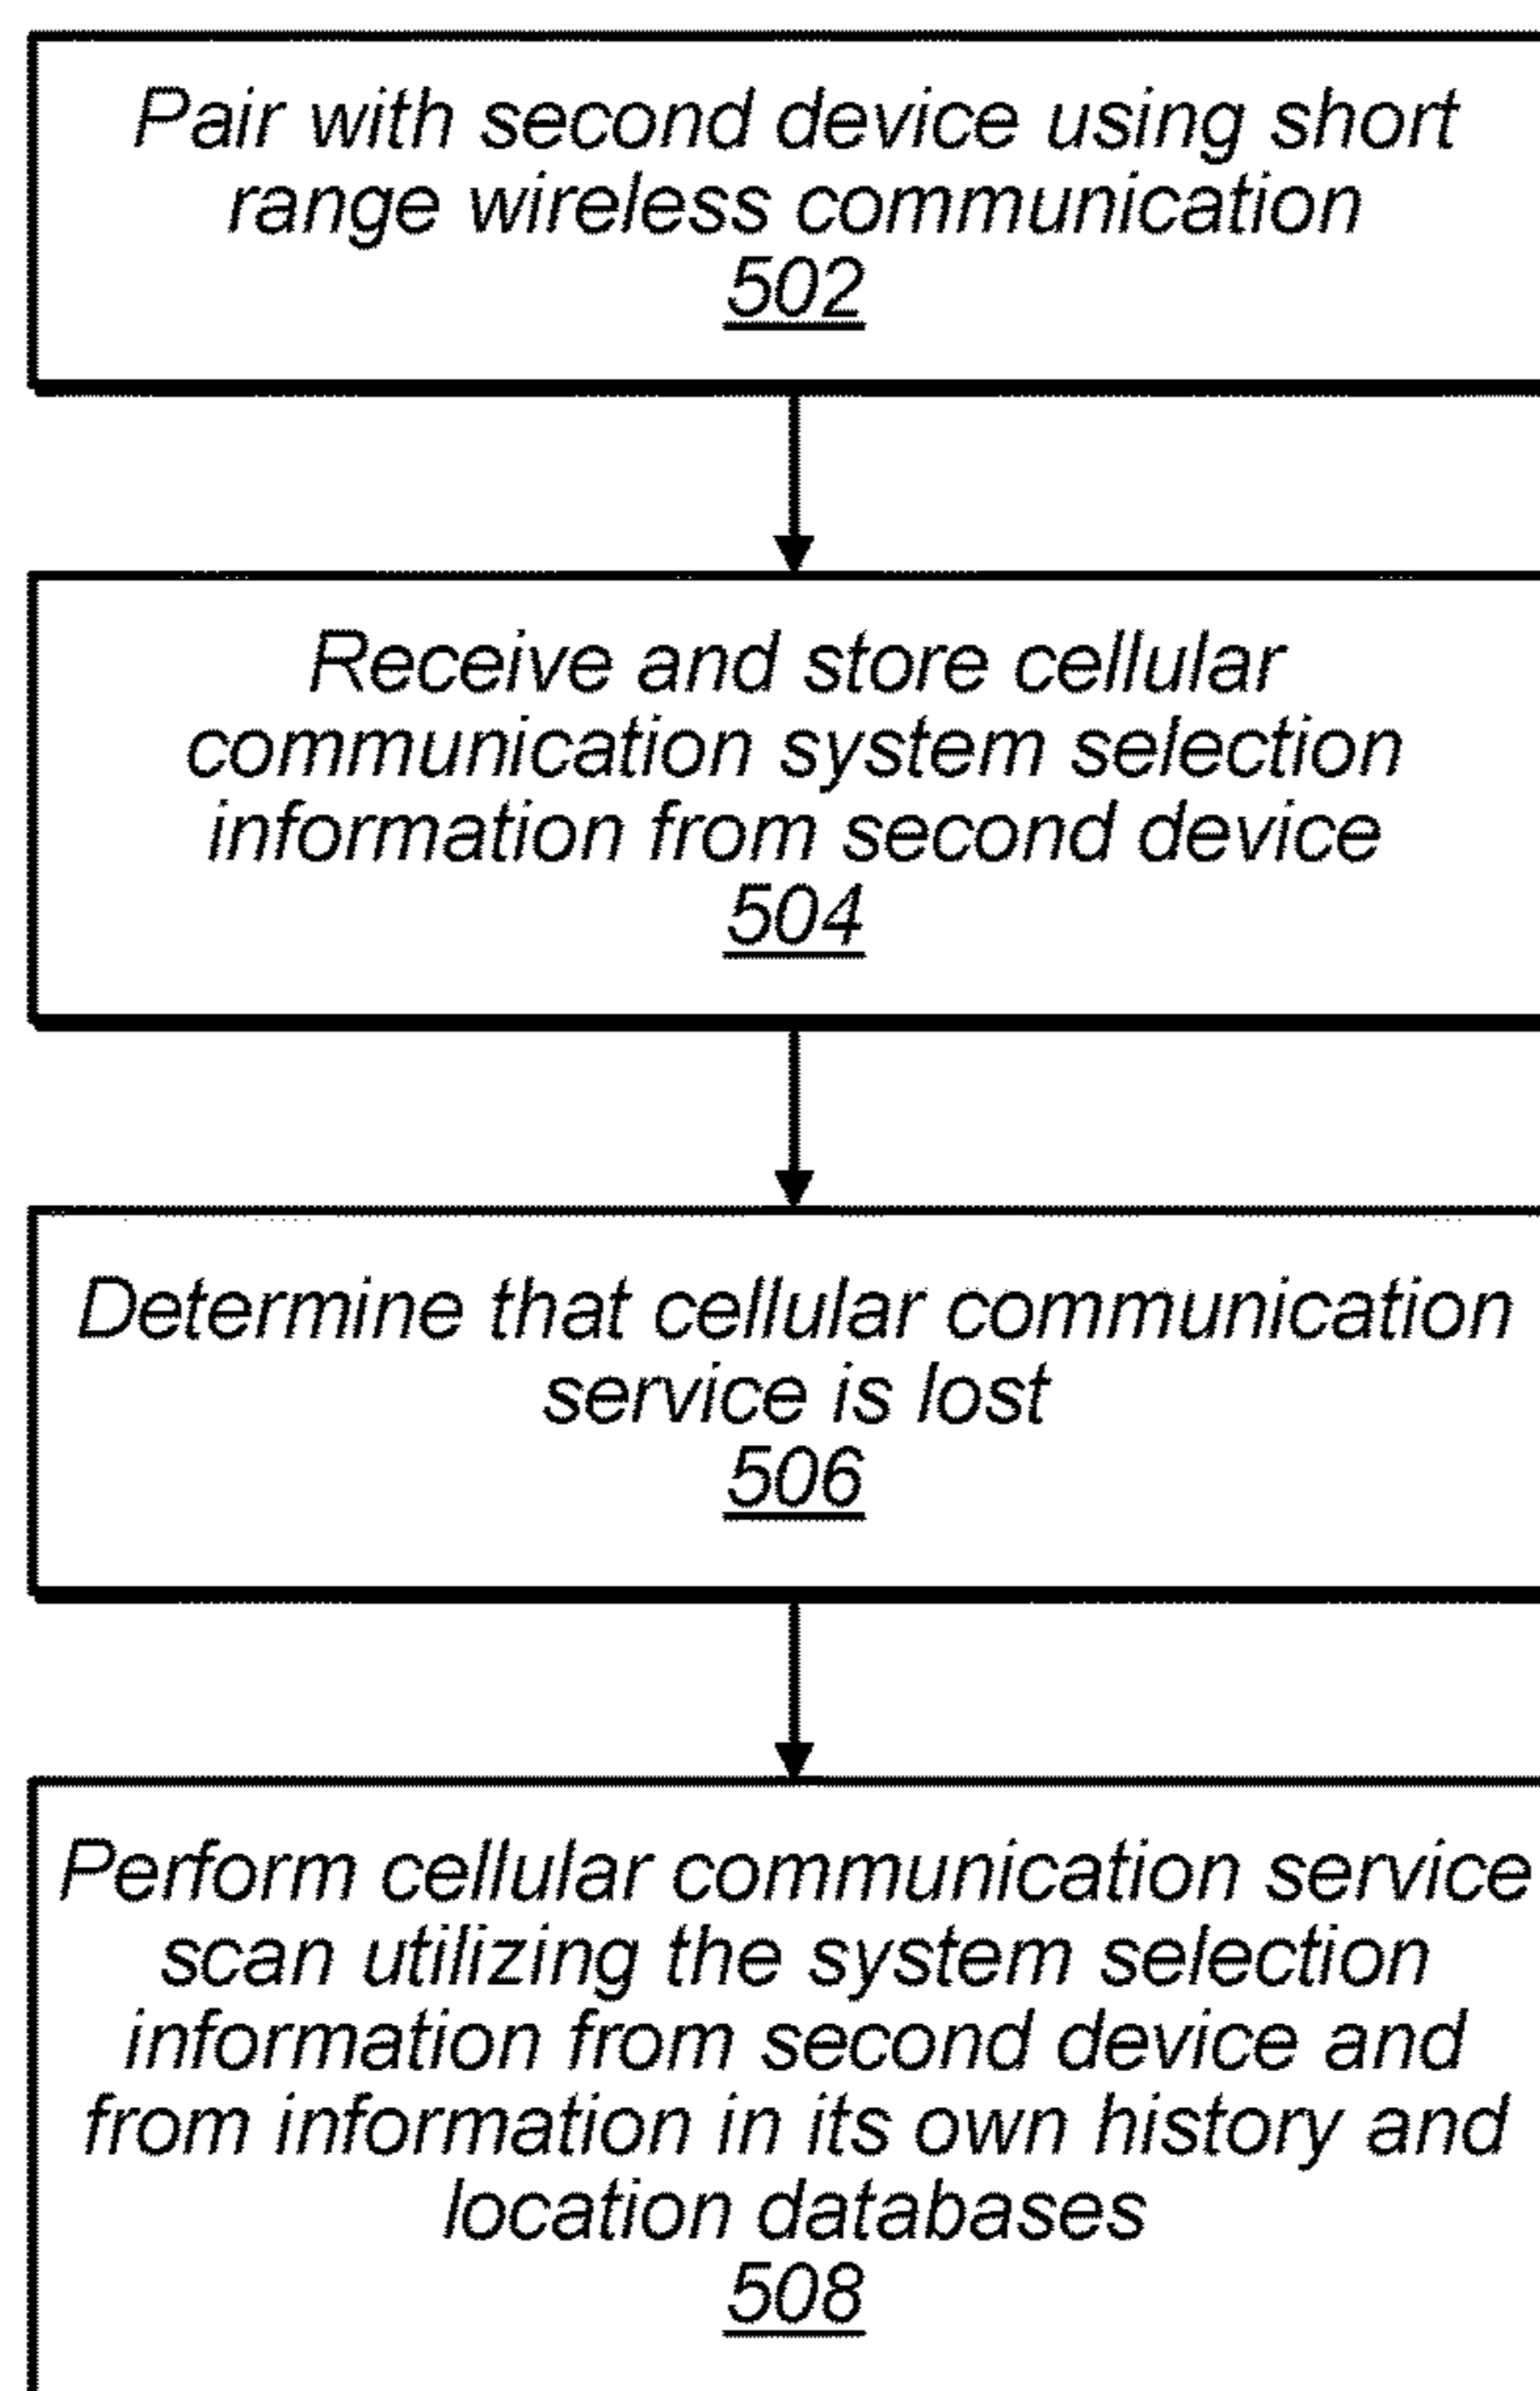 Pair with second device using short
range wireless communication
502
Receive and store cellular
communication system selection
information from second device
504
Determine that cellular communication
service is lost
506
Perform cellular communication service
scan utilizing the system selection
information from second device and
from information in its own history and
location databases
508